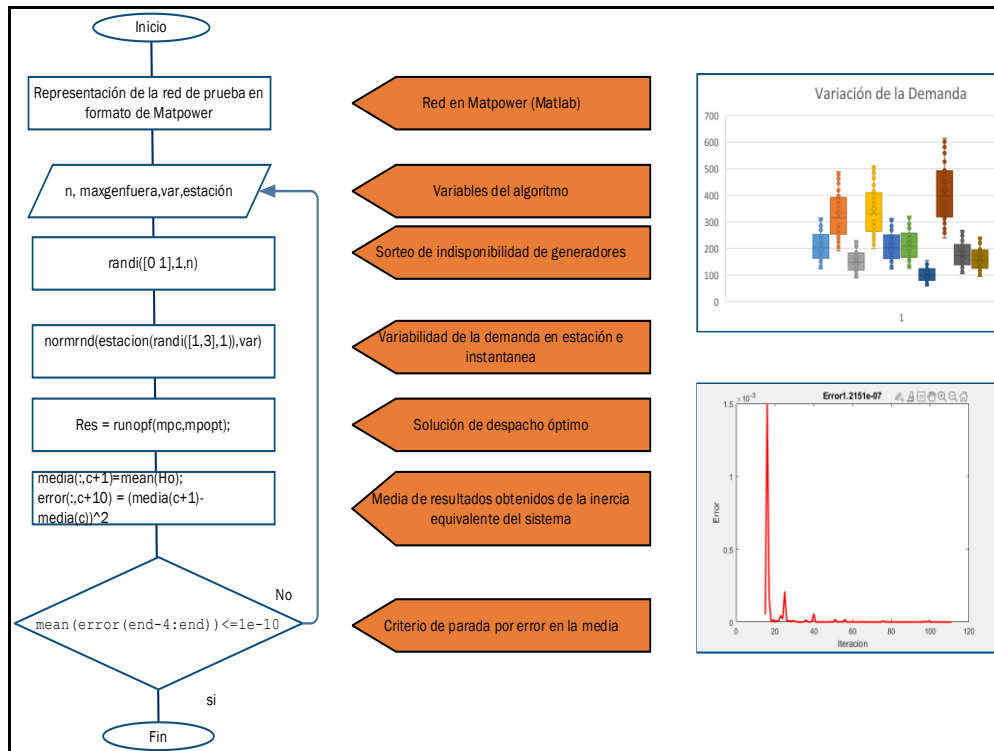 Inicio
Representación de la red de prueba en
formato de Matpower
n, maxgenfuera,var,estación
randi([0 1],1,n)
normrnd(estacion(randi([1,3],1)),var)
Res = runopf(mpc,mpopt);
media(:,c+1)=mean(Ho);
error(:,c+10) = (media(c+1)-
media(c))^2
No
mean(error(end-4:end))<=1e-10
si
Fin
Red en Matpower (Matlab)
Variables del algoritmo
Sorteo de indisponibilidad de generadores
Variabilidad de la demanda en estación e
instantanea
Solución de despacho óptimo
Media de resultados obtenidos de la inercia
equivalente del sistema
Criterio de parada por error en la media
Variación de la Demanda
700
600
500
400
300
200
100
0
1
Error1.2151e-07
×10^-3
1.5
1
0.5
0
Error
0 20 40 60 80 100 120
Iteracion